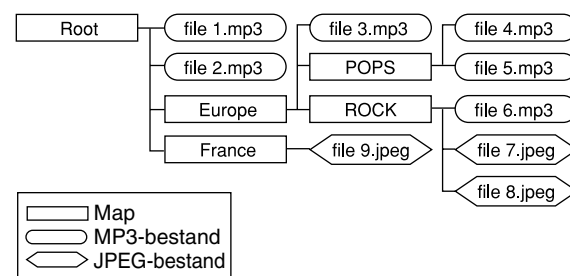 Root file 1.mp3 file 3.mp3 file 4.mp3
file 2.mp3 POPS file 5.mp3
Europe ROCK file 6.mp3
France file 9.jpeg file 7.jpeg
file 8.jpeg
Map
MP3-bestand
JPEG-bestand